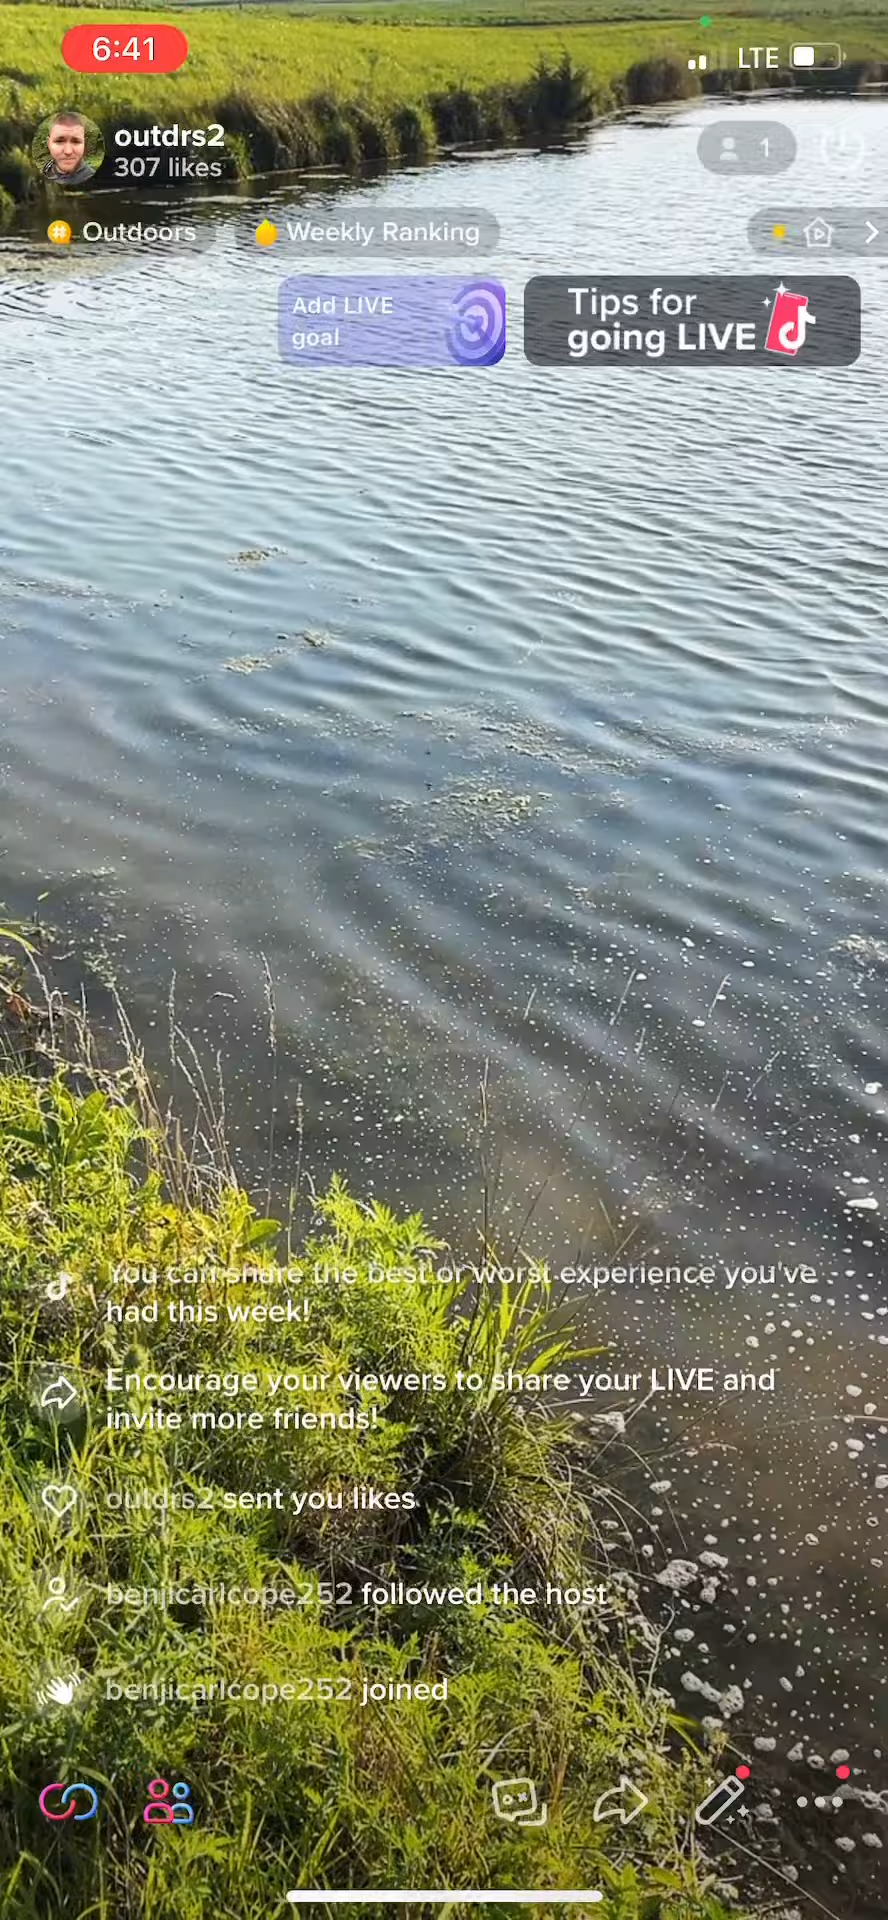 6:41
LTE
outdrs2
307 likes
1
Outdoors
Weekly Ranking
Add LIVE
goal
Tips for
going LIVE
You can share the best or worst experience you've
had this week!
Encourage your viewers to share your LIVE and
invite more friends!
outdrs2 sent you likes
benjicarlcope252 followed the host
benjicarlcope252 joined